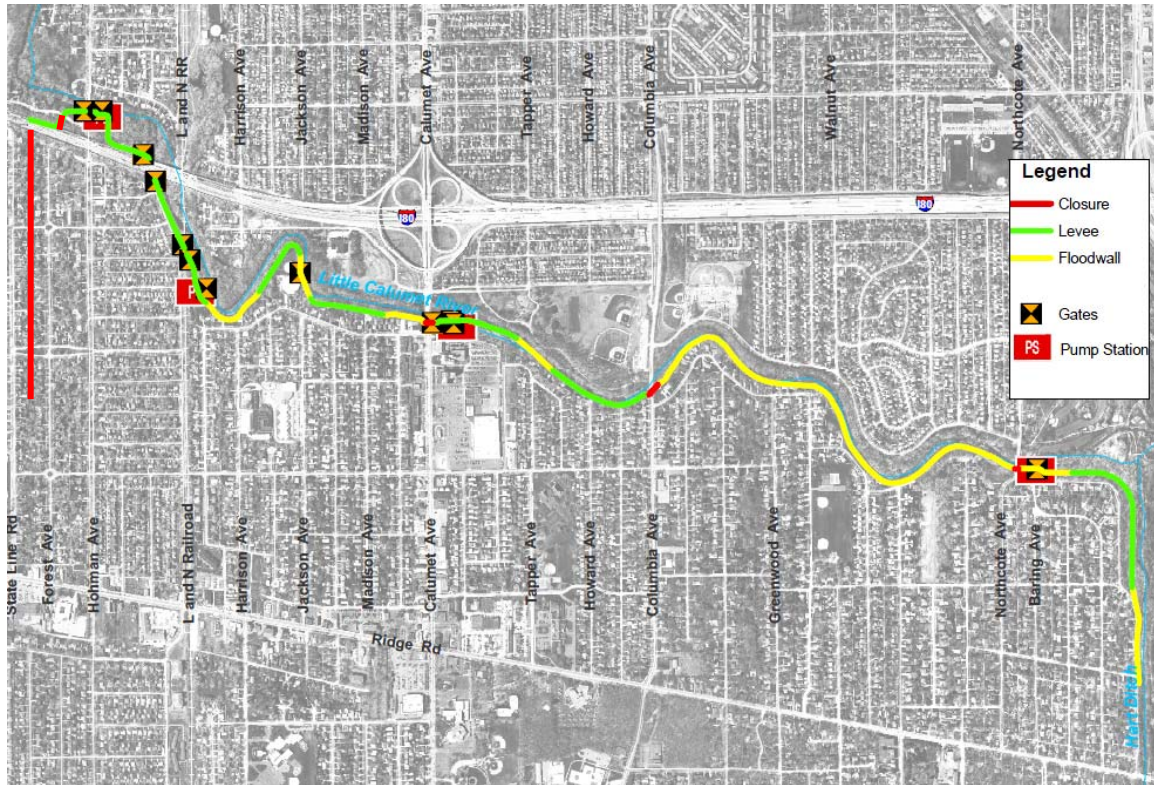 L and N RR
Harrison Ave
Jackson Ave
Madison Ave
Calumet Ave
Tapper Ave
Howard Ave
Columbia Ave
Walnut Ave
Northcote Ave
180
180
Legend
Closure
Levee
Floodwall
Gates
PS Pump Station
P
Little Calumet River
State Line Rd
Forest Ave
Hohman Ave
L and N Railroad
Harrison Ave
Jackson Ave
Madison Ave
Calumet Ave
Tapper Ave
Howard Ave
Columbia Ave
Greenwood Ave
Northcote Ave
Baring Ave
Ridge Rd
Hart Ditch